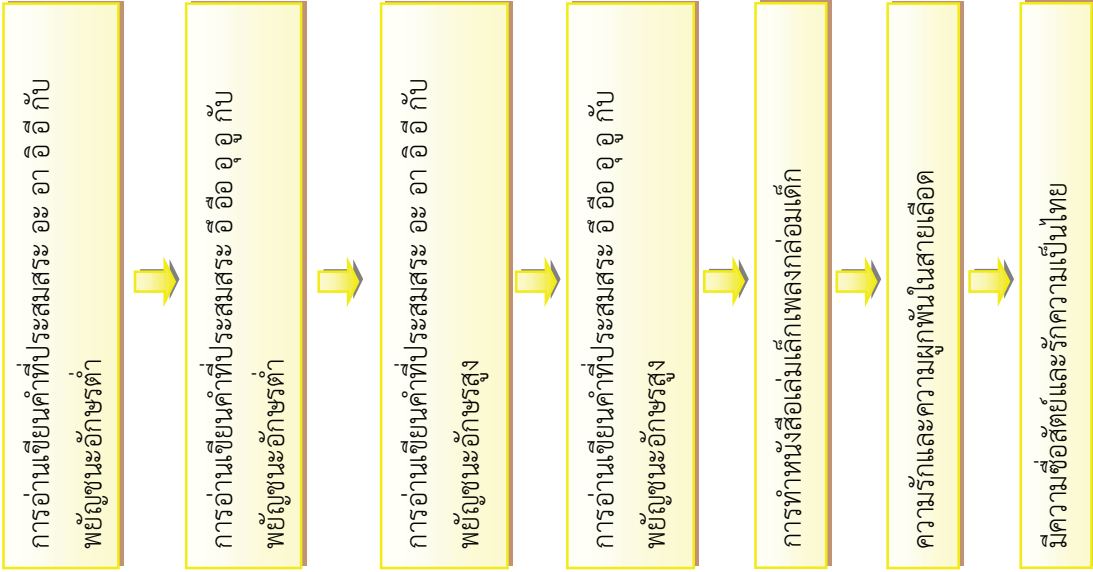 การอ่านเขียนคำที่ประสมสระ อะ อา อิ อี กับ
พยัญชนะอักษรต่ำ
การอ่านเขียนคำที่ประสมสระ อึ อือ อุ อู กับ
พยัญชนะอักษรต่ำ
การอ่านเขียนคำที่ประสมสระ อะ อา อิ อี กับ
พยัญชนะอักษรสูง
การอ่านเขียนคำที่ประสมสระ อึ อือ อุ อู กับ
พยัญชนะอักษรสูง
การทำหนังสือเล่มเล็กเพลงกล่อมเด็ก
ความรักและความผูกพันในสายเลือด
มีความซื่อสัตย์และรักความเป็นไทย